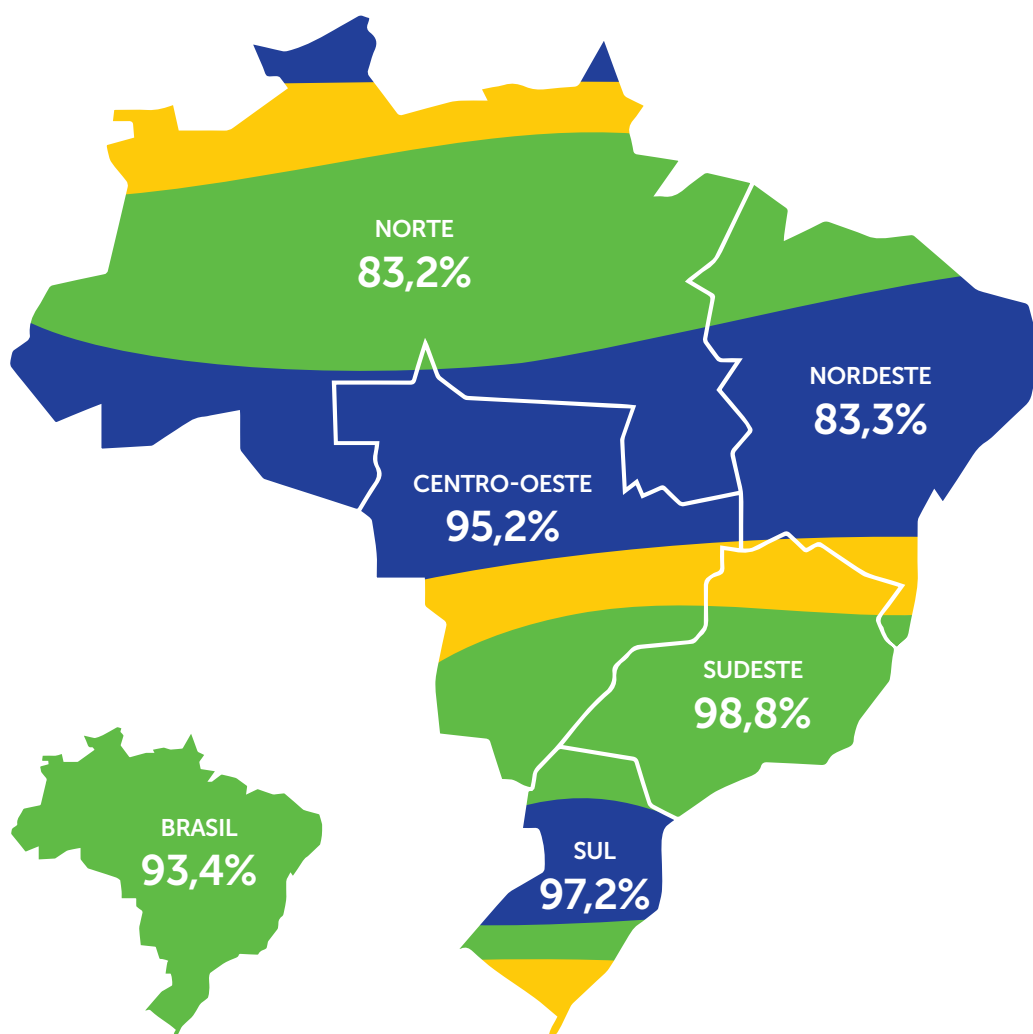 NORTE
83,2%
NORDESTE
83,3%
CENTRO-OESTE
95,2%
SUDESTE
98,8%
BRASIL
93,4%
SUL
97,2%